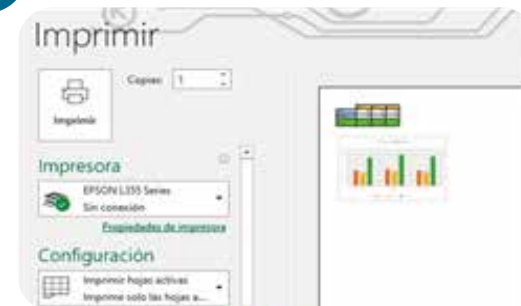 Imprimir
Copias: 1
Imprimir
Impresora
EPSON L355 Series
Sin conexión
Propiedades de impresora
Configuración
Imprimir hojas activas
Imprime solo las hojas a...